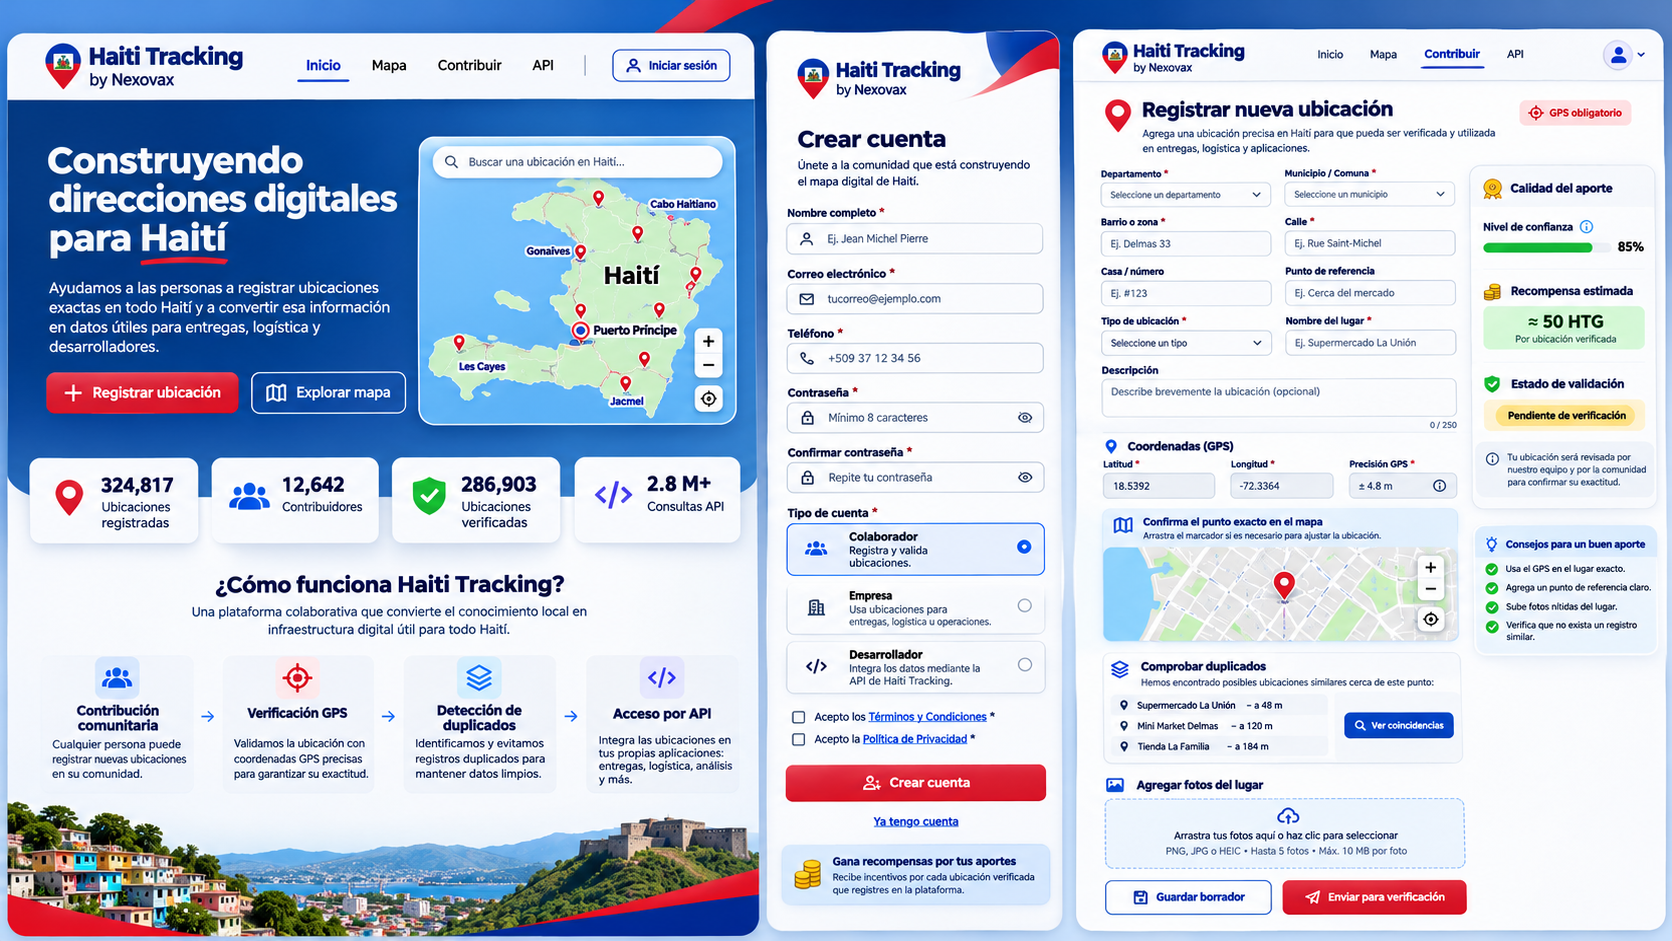 Haiti Tracking
by Nexovax
Inicio
Mapa
Contribuir
API
Iniciar sesión
Construyendo
direcciones digitales
para Haití
Ayudamos a las personas a registrar ubicaciones
exactas en todo Haití y a convertir esa información
en datos útiles para entregas, logística y
desarrolladores.
Registrar ubicación
Explorar mapa
Buscar una ubicación en Haití...
Cabo Haitiano
Gonaives
Haití
Puerto Príncipe
Les Cayes
Jacmel
+
−
324,817
Ubicaciones
registradas
12,642
Contribuidores
286,903
Ubicaciones
verificadas
2.8 M+
Consultas API
¿Cómo funciona Haiti Tracking?
Una plataforma colaborativa que convierte el conocimiento local en
infraestructura digital útil para todo Haití.
Contribución
comunitaria
Cualquier persona puede
registrar nuevas ubicaciones
en su comunidad.
Verificación GPS
Validamos la ubicación con
coordenadas GPS precisas
para garantizar su exactitud.
Detección de
duplicados
Identificamos y evitamos
registros duplicados para
mantener datos limpios.
Acceso por API
Integra las ubicaciones en
tus propias aplicaciones:
entregas, logística, análisis
y más.
Haiti Tracking
by Nexovax
Crear cuenta
Únete a la comunidad que está construyendo
el mapa digital de Haití.
Nombre completo *
Ej. Jean Michel Pierre
Correo electrónico *
tucorreo@ejemplo.com
Teléfono *
+509 37 12 34 56
Contraseña *
Mínimo 8 caracteres
Confirmar contraseña *
Repite tu contraseña
Tipo de cuenta *
Colaborador
Registra y valida
ubicaciones.
Empresa
Usa ubicaciones para
entregas, logística u operaciones.
Desarrollador
Integra los datos mediante la
API de Haiti Tracking.
Acepto los Términos y Condiciones *
Acepto la Política de Privacidad *
Crear cuenta
Ya tengo cuenta
Gana recompensas por tus aportes
Recibe incentivos por cada ubicación verificada
que registres en la plataforma.
Haiti Tracking
by Nexovax
Inicio
Mapa
Contribuir
API
Registrar nueva ubicación
Agrega una ubicación precisa en Haití para que pueda ser verificada y utilizada
en entregas, logística y aplicaciones.
GPS obligatorio
Departamento *
Seleccione un departamento
Municipio / Comuna *
Seleccione un municipio
Barrio o zona *
Ej. Delmas 33
Calle *
Ej. Rue Saint-Michel
Casa / número
Ej. #123
Punto de referencia
Ej. Cerca del mercado
Tipo de ubicación *
Seleccione un tipo
Nombre del lugar *
Ej. Supermercado La Unión
Descripción
Describe brevemente la ubicación (opcional)
0 / 250
Coordenadas (GPS)
Latitud *
18.5392
Longitud *
-72.3364
Precisión GPS *
± 4.8 m
Confirma el punto exacto en el mapa
Arrastra el marcador si es necesario para ajustar la ubicación.
+
−
Comprobar duplicados
Hemos encontrado posibles ubicaciones similares cerca de este punto:
Supermercado La Unión – a 48 m
Mini Market Delmas – a 120 m
Tienda La Familia – a 184 m
Ver coincidencias
Agregar fotos del lugar
Arrastra tus fotos aquí o haz clic para seleccionar
PNG, JPG o HEIC • Hasta 5 fotos • Máx. 10 MB por foto
Guardar borrador
Enviar para verificación
Calidad del aporte
Nivel de confianza
85%
Recompensa estimada
≈ 50 HTG
Por ubicación verificada
Estado de validación
Pendiente de verificación
Tu ubicación será revisada por
nuestro equipo y por la comunidad
para confirmar su exactitud.
Consejos para un buen aporte
Usa el GPS en el lugar exacto.
Agrega un punto de referencia claro.
Sube fotos nítidas del lugar.
Verifica que no exista un registro
similar.